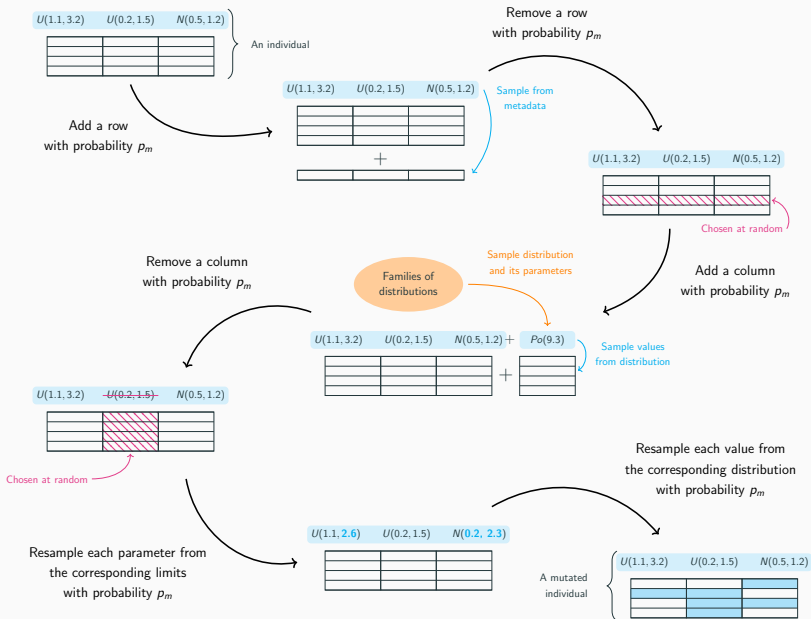 U(1.1, 3.2) U(0.2, 1.5) N(0.5, 1.2)
An individual
Add a row
with probability pₘ
U(1.1, 3.2) U(0.2, 1.5) N(0.5, 1.2)
+
Sample from
metadata
Remove a row
with probability pₘ
U(1.1, 3.2) U(0.2, 1.5) N(0.5, 1.2)
Chosen at random
Add a column
with probability pₘ
Families of
distributions
Sample distribution
and its parameters
U(1.1, 3.2) U(0.2, 1.5) N(0.5, 1.2) + Po(9.3)
+
Sample values
from distribution
Remove a column
with probability pₘ
U(1.1, 3.2) U(0.2, 1.5) N(0.5, 1.2)
Chosen at random
Resample each parameter from
the corresponding limits
with probability pₘ
U(1.1, 2.6) U(0.2, 1.5) N(0.2, 2.3)
Resample each value from
the corresponding distribution
with probability pₘ
U(1.1, 3.2) U(0.2, 1.5) N(0.5, 1.2)
A mutated
individual